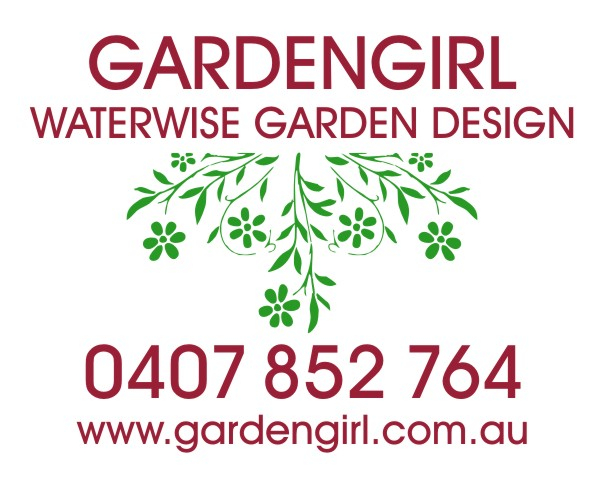 GARDENGIRL
WATERWISE GARDEN DESIGN
0407 852 764
www.gardengirl.com.au